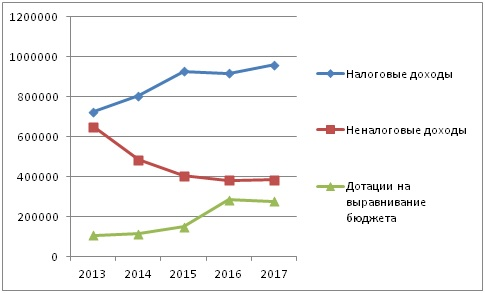 1200000
1000000
800000
600000
400000
200000
0
2013 2014 2015 2016 2017
Налоговые доходы
Неналоговые доходы
Дотации на
выравнивание
бюджета